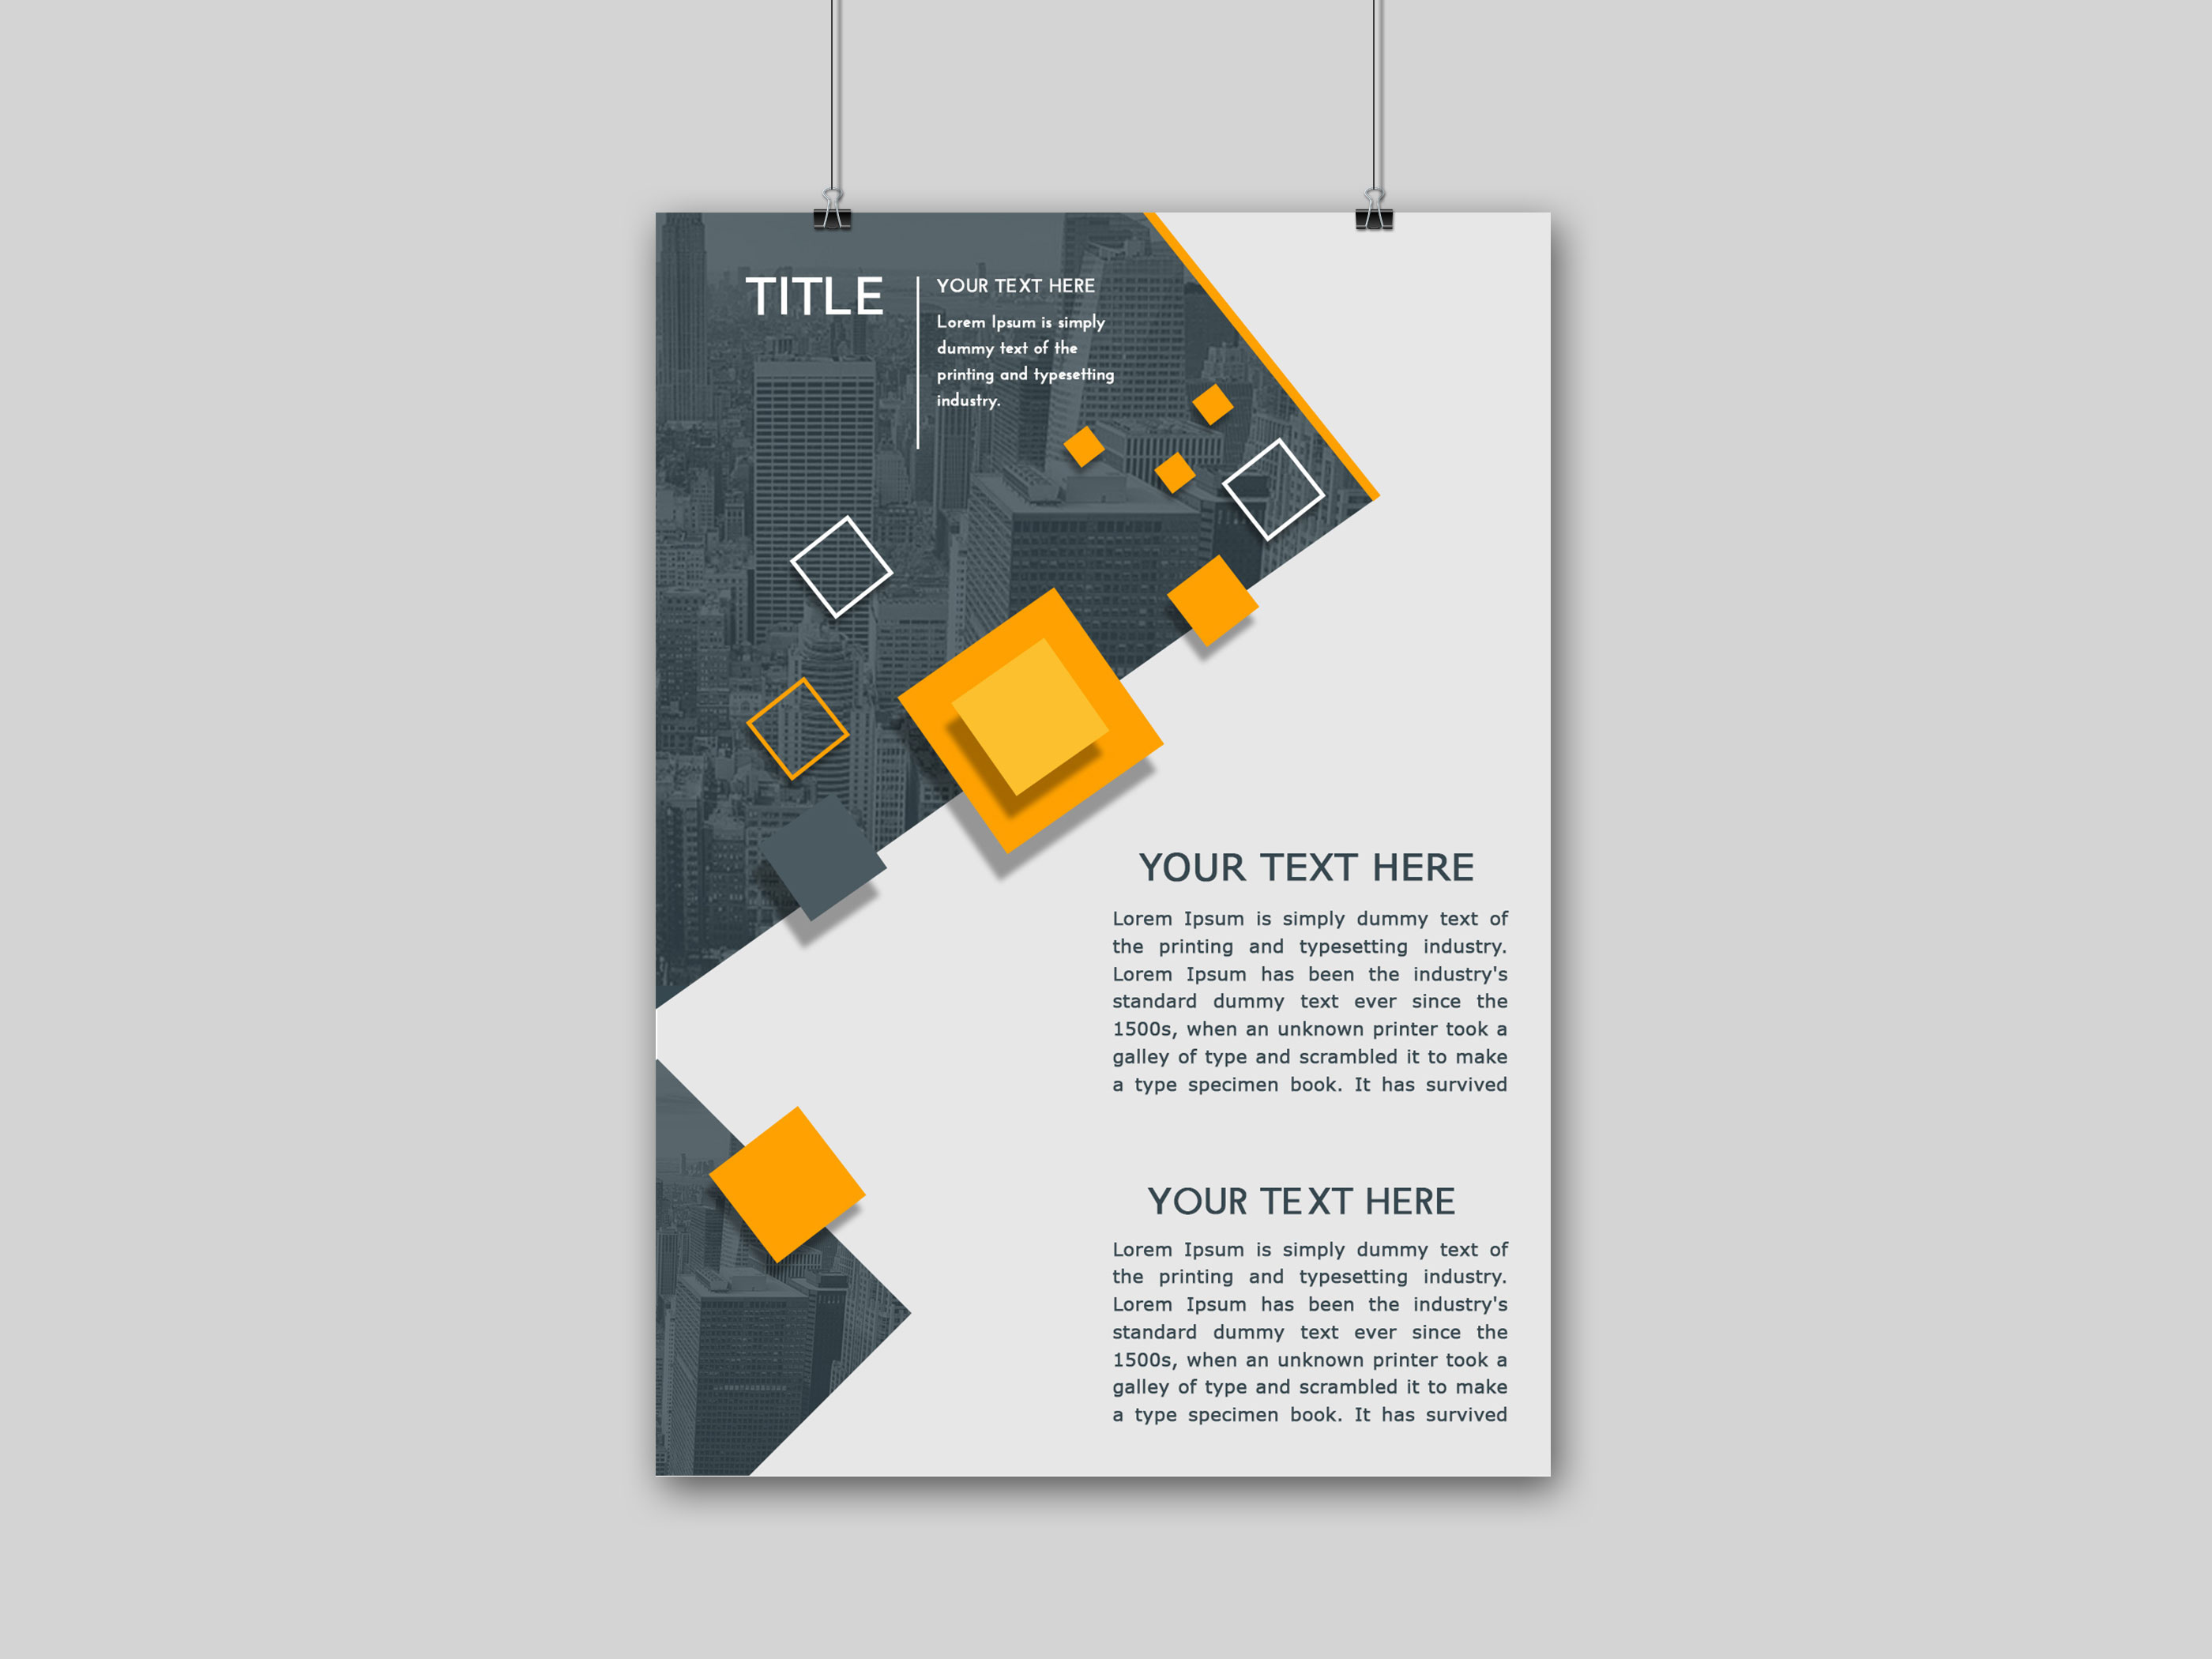 TITLE
YOUR TEXT HERE
Lorem Ipsum is simply
dummy text of the
printing and typesetting
industry.
YOUR TEXT HERE
Lorem Ipsum is simply dummy text of
the printing and typesetting industry.
Lorem Ipsum has been the industry's
standard dummy text ever since the
1500s, when an unknown printer took a
galley of type and scrambled it to make
a type specimen book. It has survived
YOUR TEXT HERE
Lorem Ipsum is simply dummy text of
the printing and typesetting industry.
Lorem Ipsum has been the industry's
standard dummy text ever since the
1500s, when an unknown printer took a
galley of type and scrambled it to make
a type specimen book. It has survived